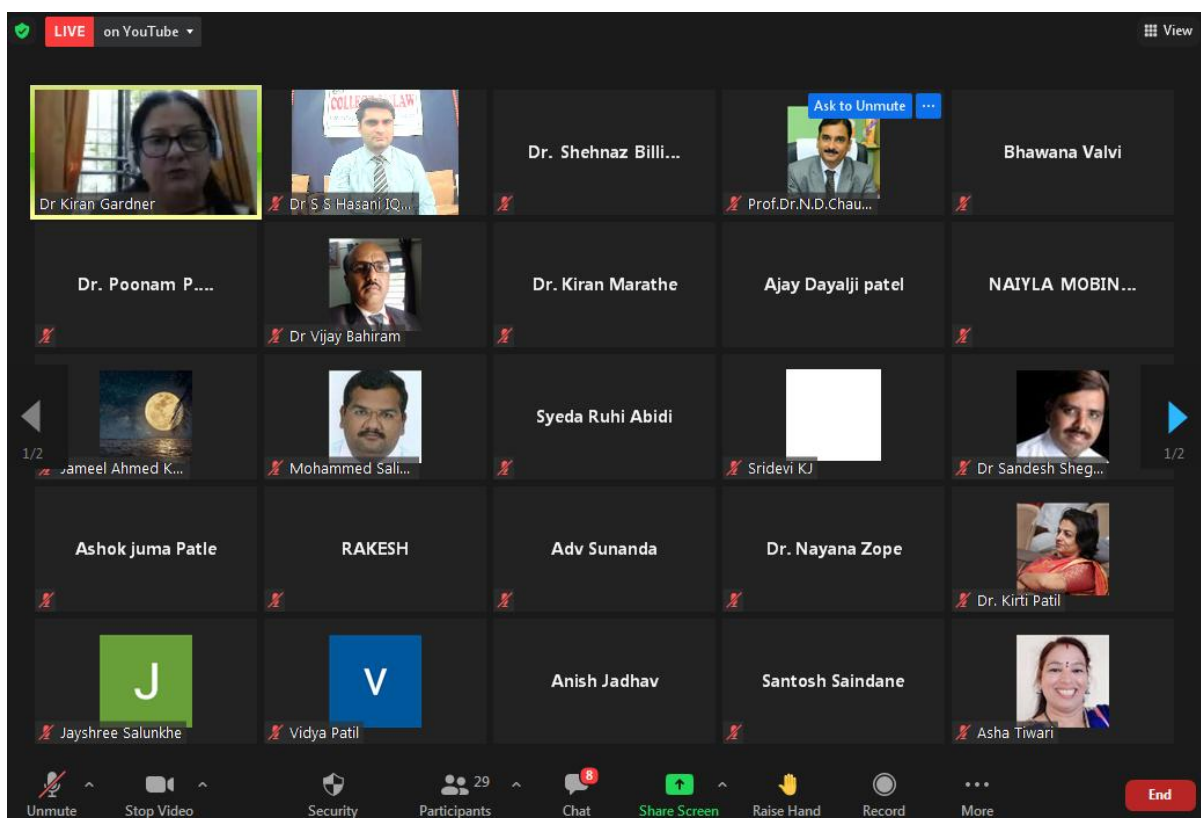 LIVE on YouTube View
COLLEGE LAW
Dr Kiran Gardner
Dr S S Hasani IQ...
Dr. Shehnaz Billi...
Ask to Unmute ...
Prof.Dr.N.D.Chau...
Bhawana Valvi
Dr. Poonam P....
Dr Vijay Bahiram
Dr. Kiran Marathe
Ajay Dayalji patel
NAIYLA MOBIN...
1/2
Jameel Ahmed K...
Mohammed Sali...
Syeda Ruhi Abidi
Sridevi KJ
Dr Sandesh Sheg...
1/2
Ashok juma Patle
RAKESH
Adv Sunanda
Dr. Nayana Zope
Dr. Kirti Patil
J
Jayshree Salunkhe
V
Vidya Patil
Anish Jadhav
Santosh Saindane
Asha Tiwari
29
8
Unmute Stop Video Security Participants Chat Share Screen Raise Hand Record More End